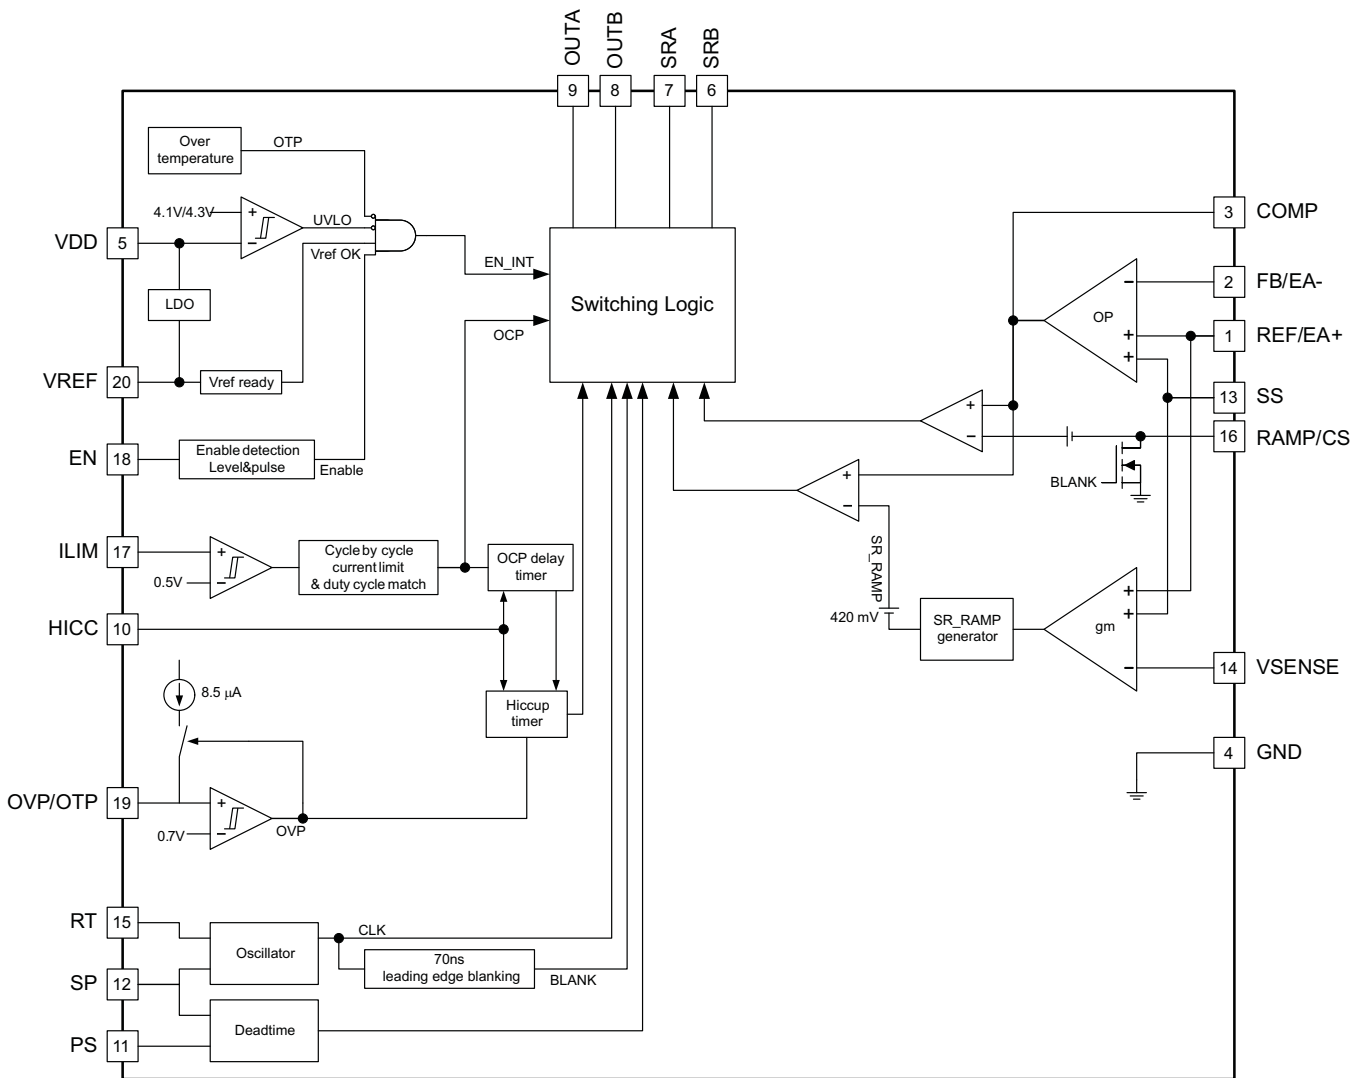 OUTA
OUTB
SRA
SRB
9
8
7
6
Over
temperature
OTP
4.1V/4.3V
+
−
UVLO
Vref OK
VDD
5
LDO
EN_INT
Switching Logic
OCP
VREF
20
Vref ready
EN
18
Enable detection
Level&pulse
Enable
3
COMP
2
FB/EA-
−
OP
+
+
1
REF/EA+
13
SS
16
RAMP/CS
+
−
BLANK
+
−
ILIM
17
+
0.5V
−
Cycle by cycle
current limit
& duty cycle match
OCP delay
timer
HICC
10
SR_RAMP
420 mV
SR_RAMP
generator
+
+
gm
−
14
VSENSE
8.5 µA
Hiccup
timer
4
GND
OVP/OTP
19
+
0.7V
−
OVP
RT
15
Oscillator
CLK
SP
12
70ns
leading edge blanking
BLANK
PS
11
Deadtime